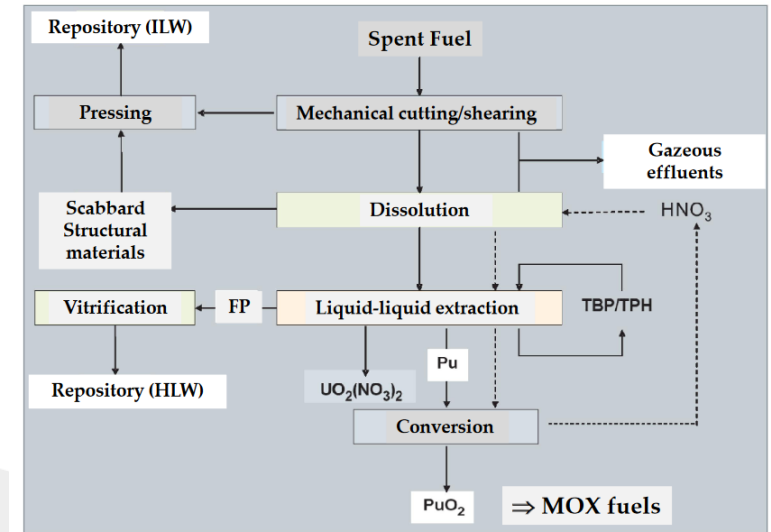 Repository (ILW)
Spent Fuel
Pressing
Mechanical cutting/shearing
Gazeous
effluents
Scabbard
Structural
materials
Dissolution
HNO₃
Vitrification
FP
Liquid-liquid extraction
TBP/TPH
Pu
Repository (HLW)
UO₂(NO₃)₂
Conversion
PuO₂
⇒ MOX fuels